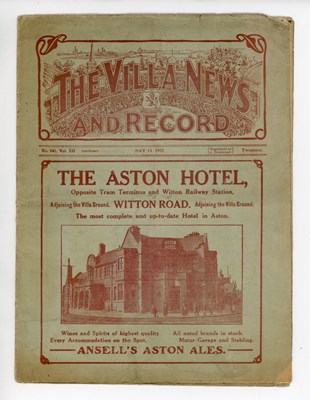 THE VILLA NEWS
AND RECORD
Twopence.
THE ASTON HOTEL,
Opposite Tram Terminus and Witton Railway Station,
Adjoining the Villa Ground. WITTON ROAD. Adjoining the Villa Ground.
The most complete and up-to-date Hotel in Aston.
ASTON HOTEL
Wines and Spirits of highest quality
Every Accommodation on the Spot.
All noted brands in stock.
Motor Garage and Stabling.
ANSELL'S ASTON ALES.